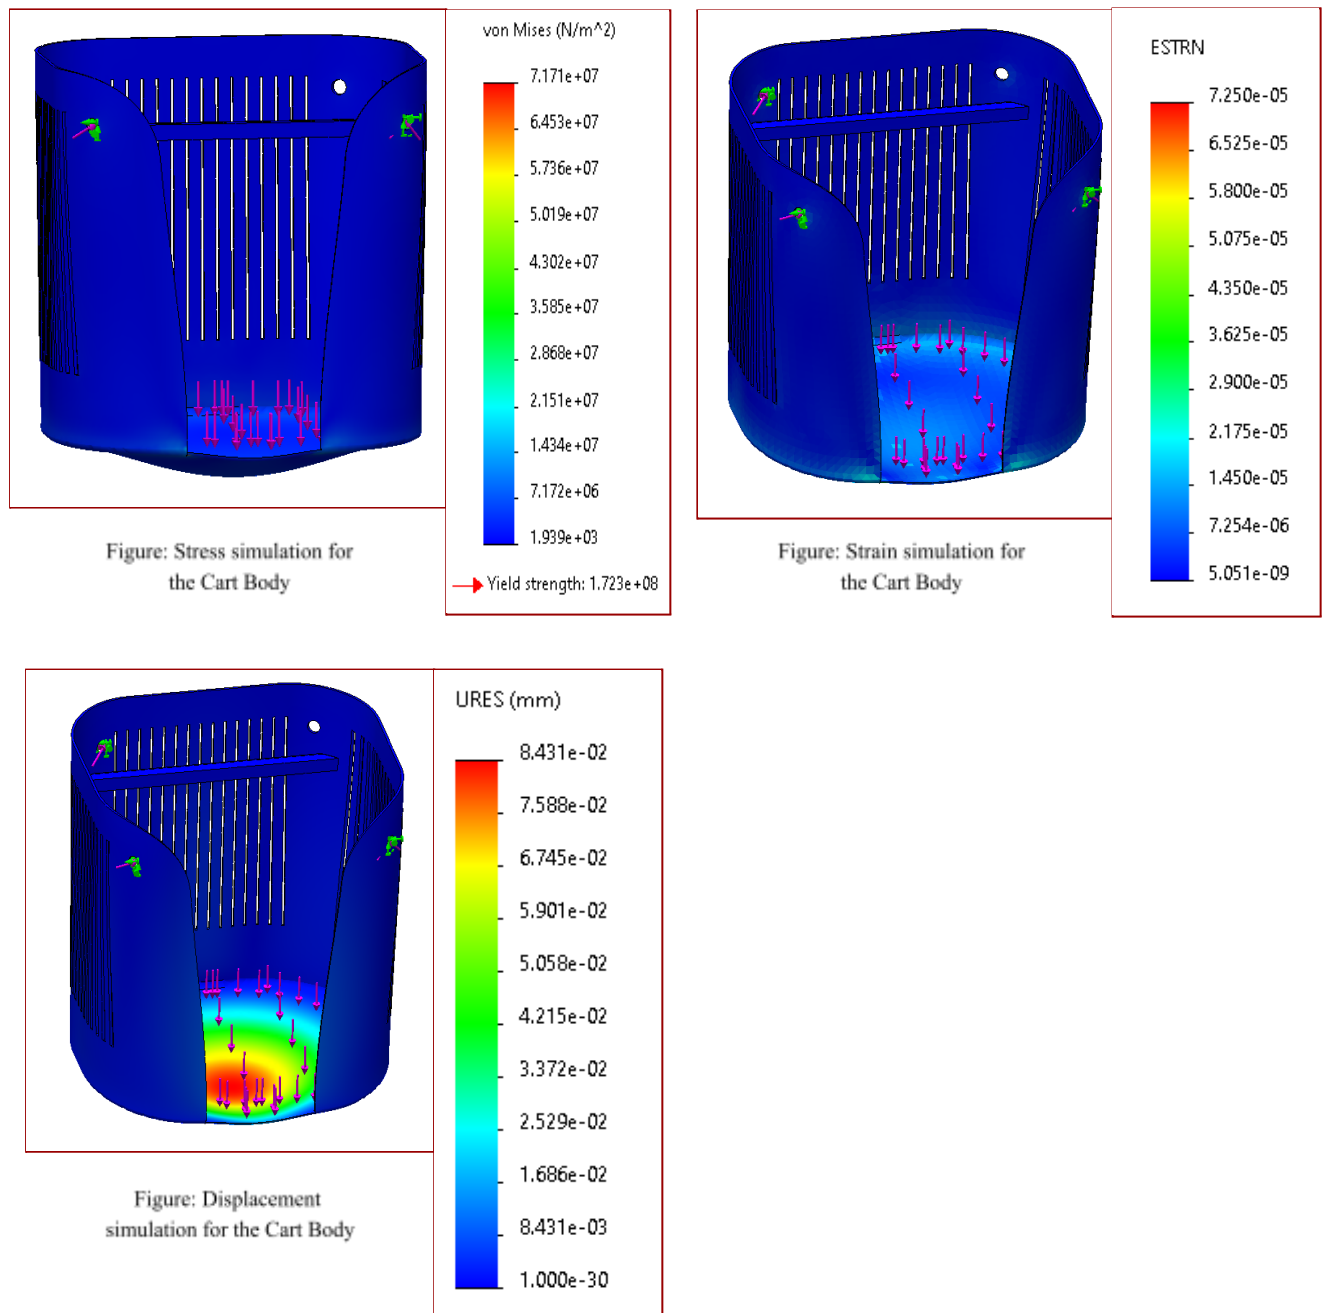 von Mises (N/m^2)
7.171e+07
6.453e+07
5.736e+07
5.019e+07
4.302e+07
3.585e+07
2.868e+07
2.151e+07
1.434e+07
7.172e+06
1.939e+03
Yield strength: 1.723e+08
Figure: Stress simulation for
the Cart Body
ESTRN
7.250e-05
6.525e-05
5.800e-05
5.075e-05
4.350e-05
3.625e-05
2.900e-05
2.175e-05
1.450e-05
7.254e-06
5.051e-09
Figure: Strain simulation for
the Cart Body
URES (mm)
8.431e-02
7.588e-02
6.745e-02
5.901e-02
5.058e-02
4.215e-02
3.372e-02
2.529e-02
1.686e-02
8.431e-03
1.000e-30
Figure: Displacement
simulation for the Cart Body